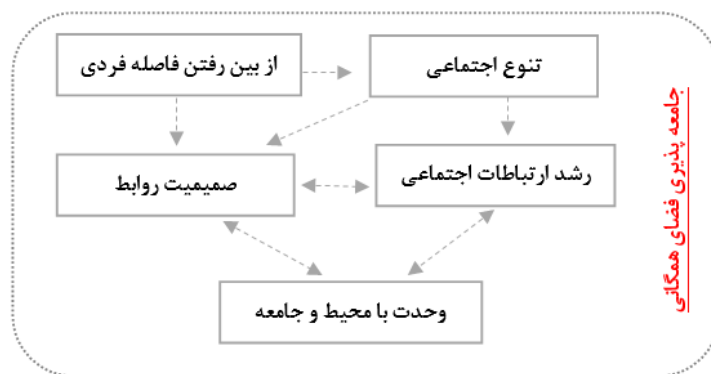 جامعه پذیری فضای همگانی
تنوع اجتماعی
از بین رفتن فاصله فردی
رشد ارتباطات اجتماعی
صمیمیت روابط
وحدت با محیط و جامعه